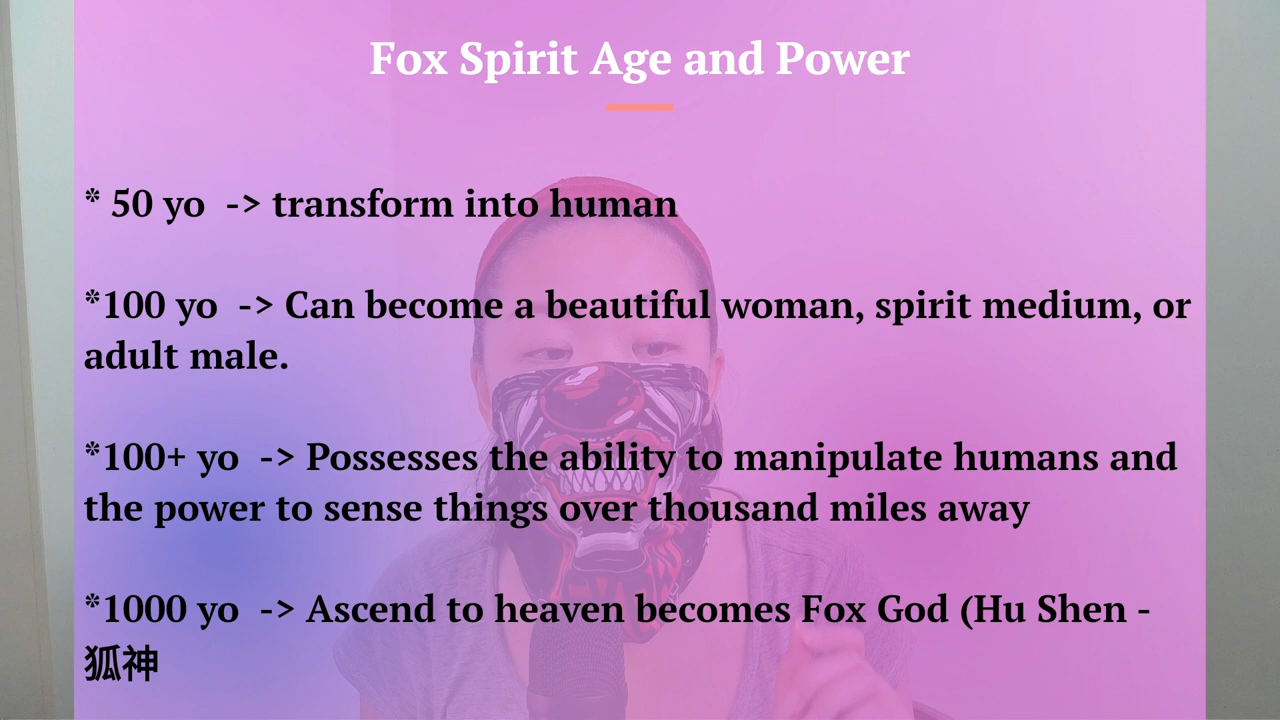 Fox Spirit Age and Power
* 50 yo -> transform into human
*100 yo -> Can become a beautiful woman, spirit medium, or
adult male.
*100+ yo -> Possesses the ability to manipulate humans and
the power to sense things over thousand miles away
*1000 yo -> Ascend to heaven becomes Fox God (Hu Shen -
狐神